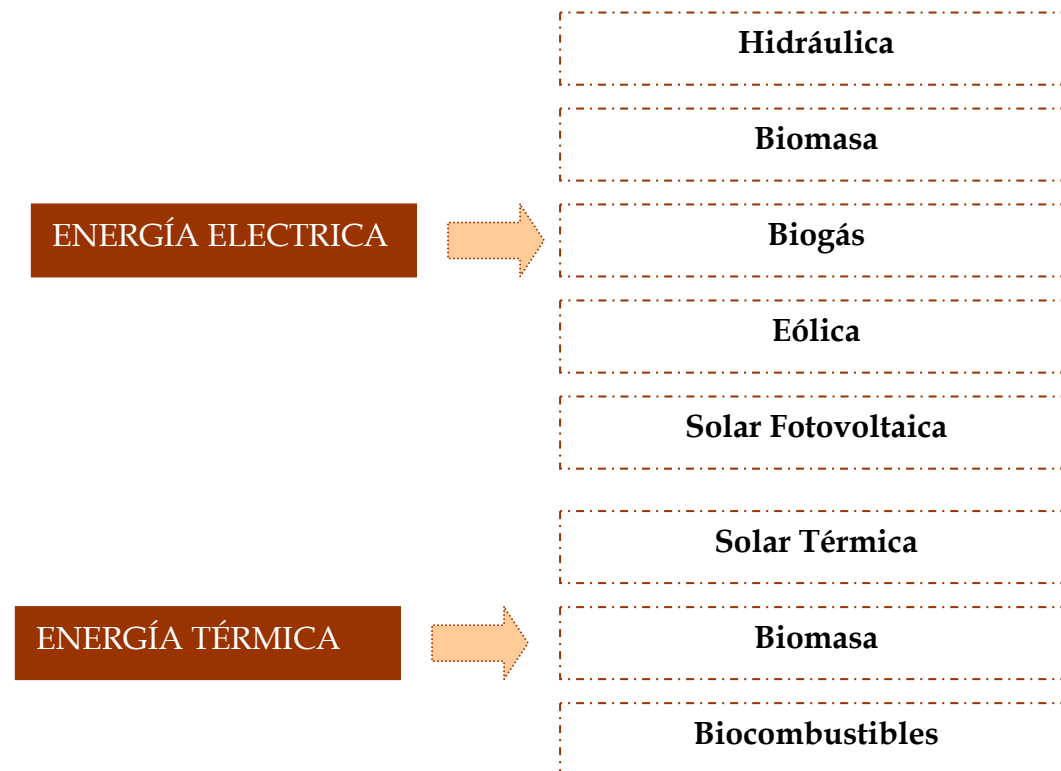 Hidráulica
Biomasa
ENERGÍA ELECTRICA
Biogás
Eólica
Solar Fotovoltaica
Solar Térmica
ENERGÍA TÉRMICA
Biomasa
Biocombustibles